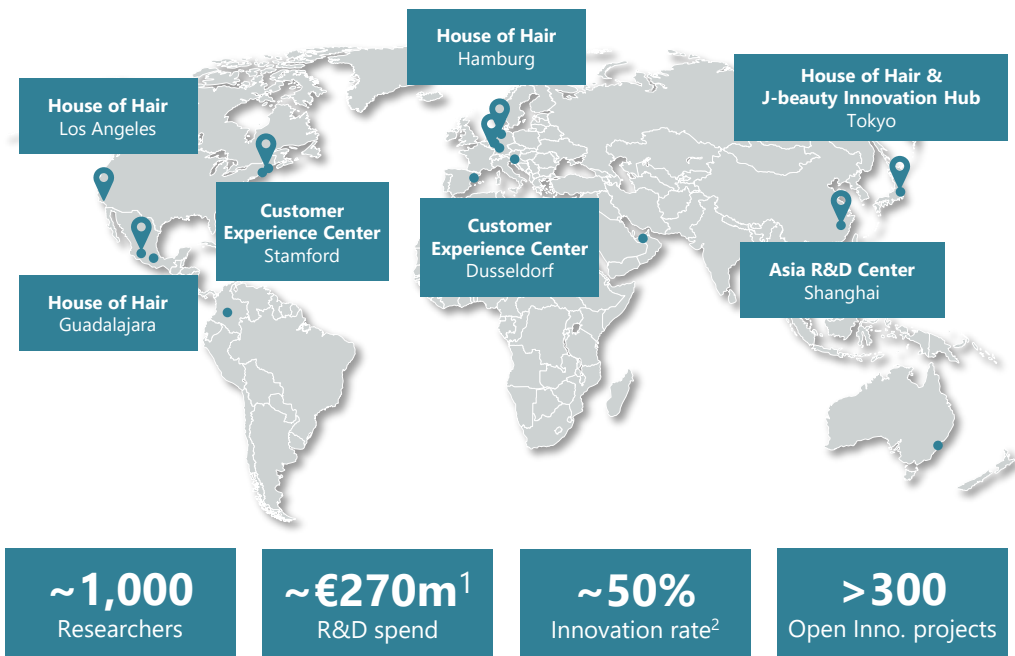 House of Hair
Hamburg
House of Hair &
J-beauty Innovation Hub
Tokyo
House of Hair
Los Angeles
Customer
Experience Center
Stamford
Customer
Experience Center
Dusseldorf
Asia R&D Center
Shanghai
House of Hair
Guadalajara
~1,000
Researchers
~€270m¹
R&D spend
~50%
Innovation rate²
>300
Open Inno. projects